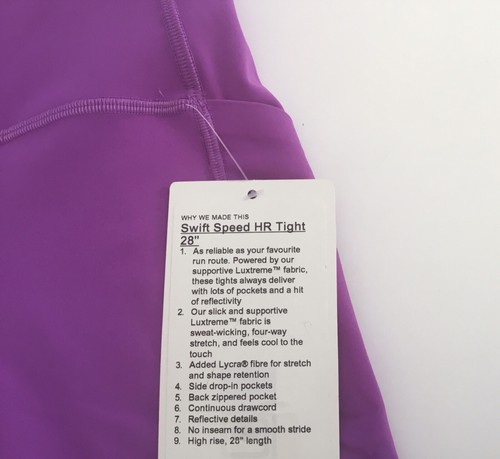 WHY WE MADE THIS
Swift Speed HR Tight
28"
1. As reliable as your favourite
run route. Powered by our
supportive Luxtreme™ fabric,
these tights always deliver
with lots of pockets and a hit
of reflectivity
2. Our slick and supportive
Luxtreme™ fabric is
sweat-wicking, four-way
stretch, and feels cool to the
touch
3. Added Lycra® fibre for stretch
and shape retention
4. Side drop-in pockets
5. Back zippered pocket
6. Continuous drawcord
7. Reflective details
8. No inseam for a smooth stride
9. High rise, 28" length